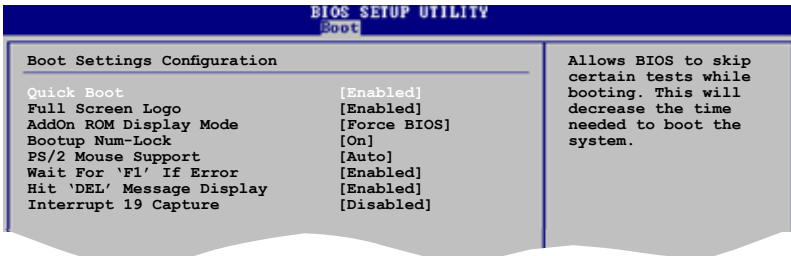 BIOS SETUP UTILITY
Boot
Boot Settings Configuration
Quick Boot [Enabled]
Full Screen Logo [Enabled]
AddOn ROM Display Mode [Force BIOS]
Bootup Num-Lock [On]
PS/2 Mouse Support [Auto]
Wait For ‘F1’ If Error [Enabled]
Hit ‘DEL’ Message Display [Enabled]
Interrupt 19 Capture [Disabled]
Allows BIOS to skip
certain tests while
booting. This will
decrease the time
needed to boot the
system.